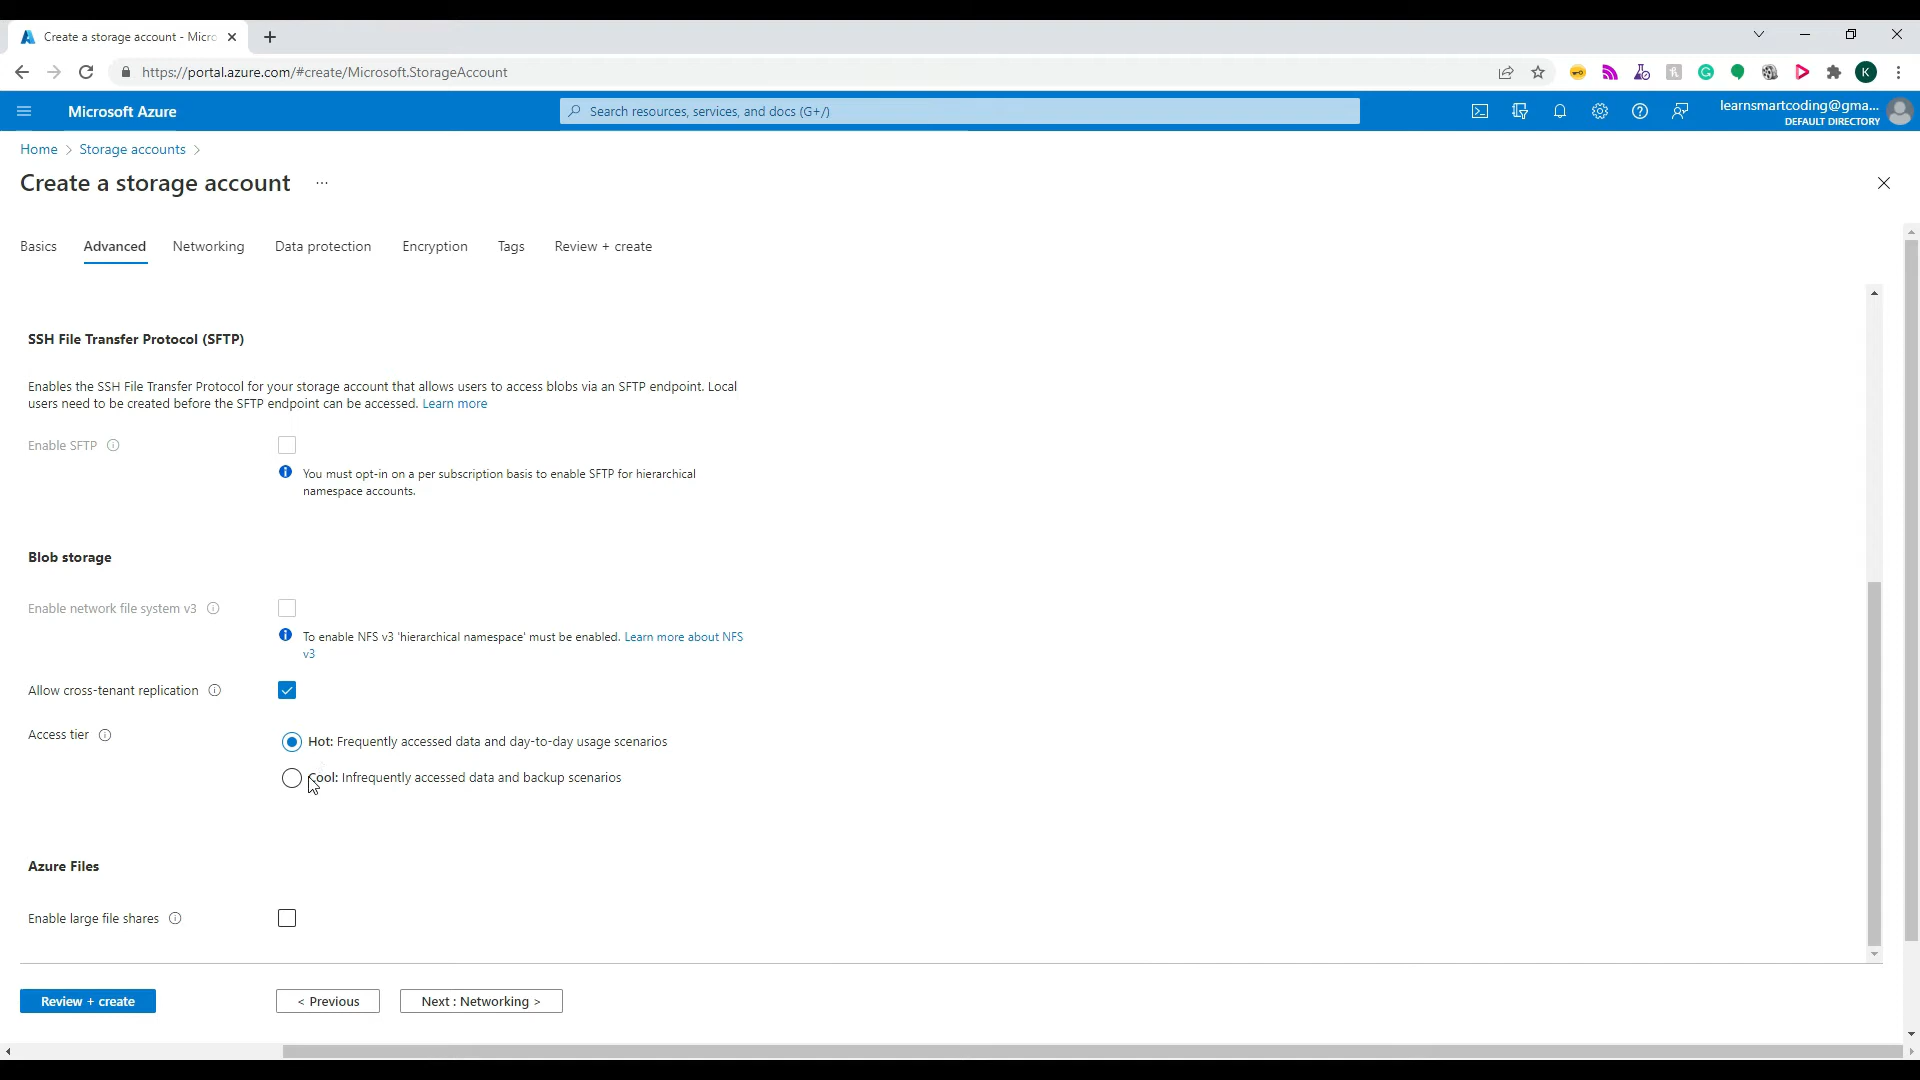 Create a storage account - Micro
https://portal.azure.com/#create/Microsoft.StorageAccount
K
Microsoft Azure
Search resources, services, and docs (G+/)
learnsmartcoding@gma...
DEFAULT DIRECTORY
Home > Storage accounts >
Create a storage account ...
Basics Advanced Networking Data protection Encryption Tags Review + create
SSH File Transfer Protocol (SFTP)
Enables the SSH File Transfer Protocol for your storage account that allows users to access blobs via an SFTP endpoint. Local
users need to be created before the SFTP endpoint can be accessed. Learn more
Enable SFTP
You must opt-in on a per subscription basis to enable SFTP for hierarchical
namespace accounts.
Blob storage
Enable network file system v3
To enable NFS v3 'hierarchical namespace' must be enabled. Learn more about NFS
v3
Allow cross-tenant replication
Access tier
Hot: Frequently accessed data and day-to-day usage scenarios
Cool: Infrequently accessed data and backup scenarios
Azure Files
Enable large file shares
Review + create
< Previous
Next : Networking >